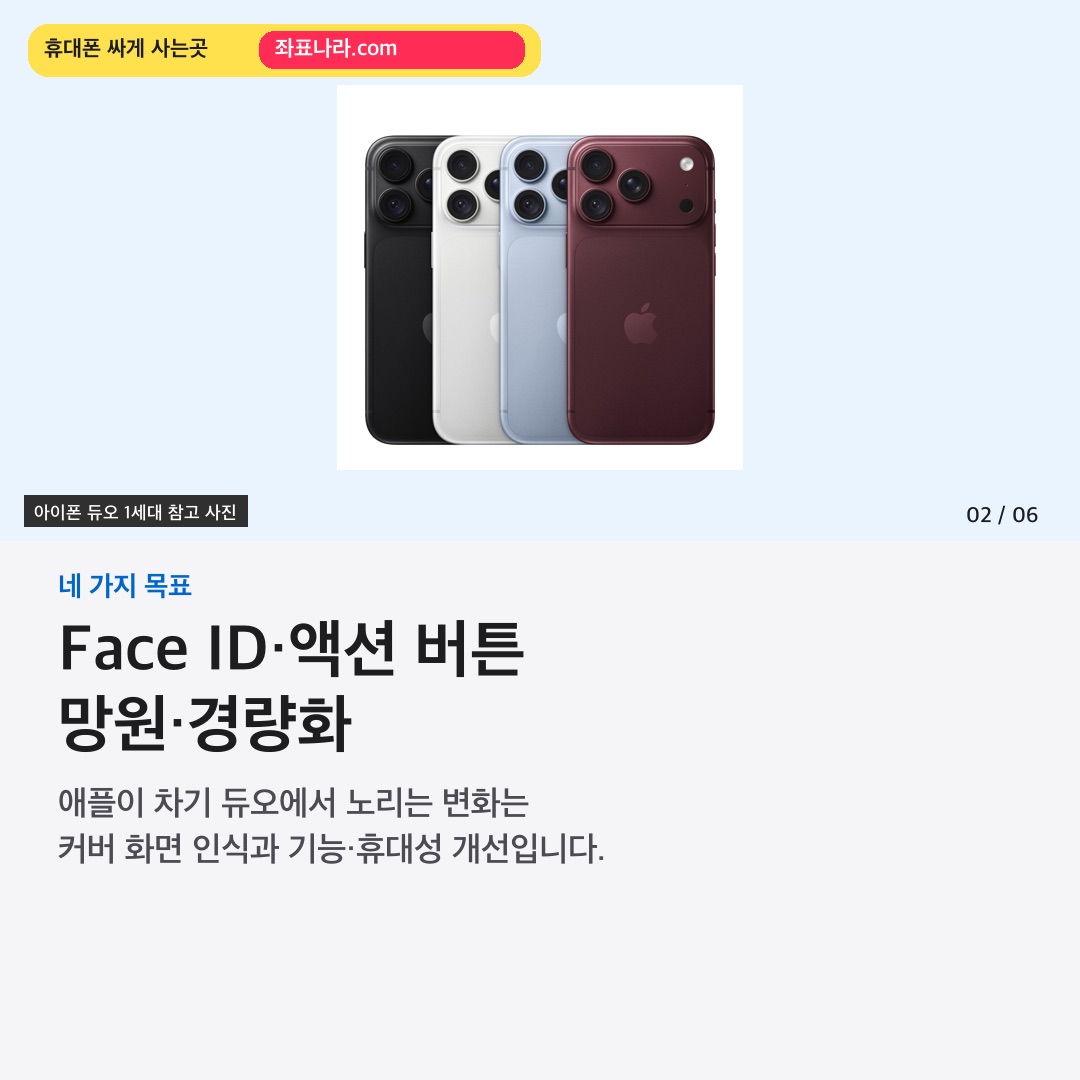 휴대폰 싸게 사는곳
좌표나라.com
아이폰 듀오 1세대 참고 사진
02 / 06
네 가지 목표
Face ID·액션 버튼
망원·경량화
애플이 차기 듀오에서 노리는 변화는
커버 화면 인식과 기능·휴대성 개선입니다.